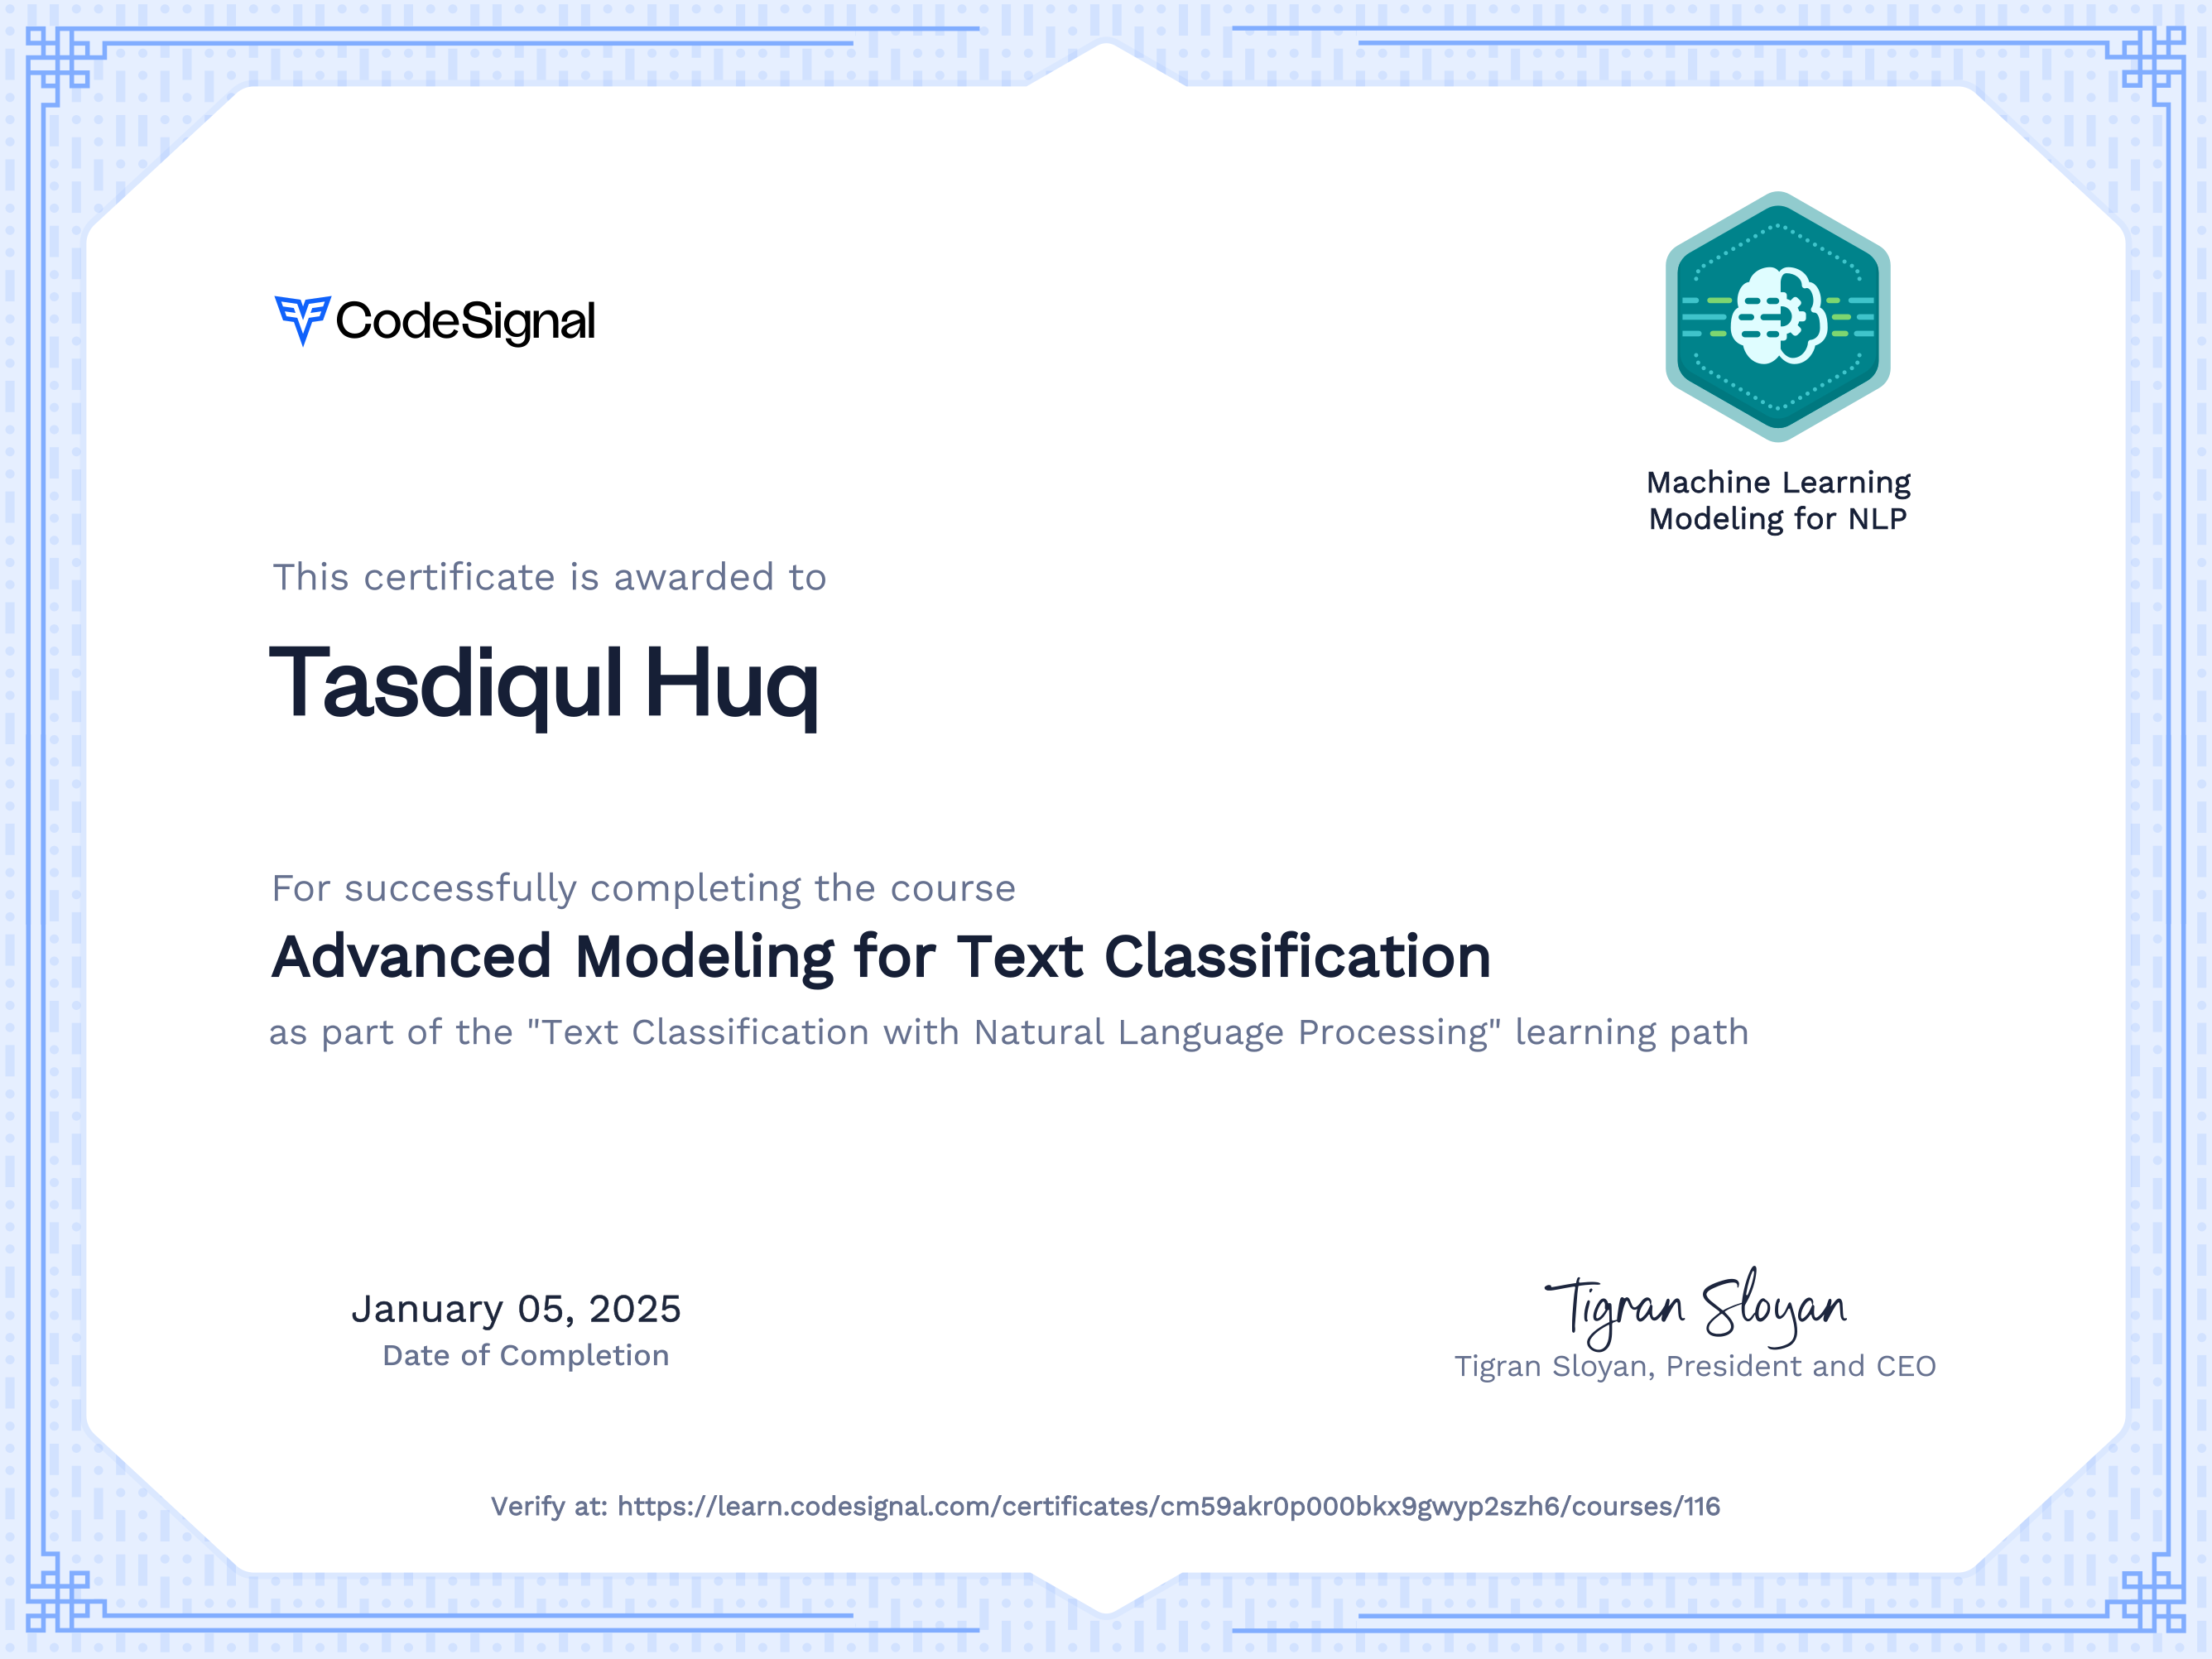 CodeSignal
Machine Learning
Modeling for NLP
This certificate is awarded to
Tasdiqul Huq
For successfully completing the course
Advanced Modeling for Text Classification
as part of the "Text Classification with Natural Language Processing" learning path
January 05, 2025
Date of Completion
Tigran Sloyan
Tigran Sloyan, President and CEO
Verify at: https://learn.codesignal.com/certificates/cm59akr0p000bkx9gwyp2szh6/courses/116